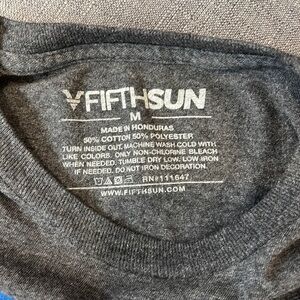 FIFTHSUN
M
MADE IN HONDURAS
50% COTTON 50% POLYESTER
TURN INSIDE OUT. MACHINE WASH COLD WITH
LIKE COLORS. ONLY NON-CHLORINE BLEACH
WHEN NEEDED. TUMBLE DRY LOW. LOW IRON
IF NEEDED. DO NOT IRON DECORATION.
RN#111647
WWW.FIFTHSUN.COM